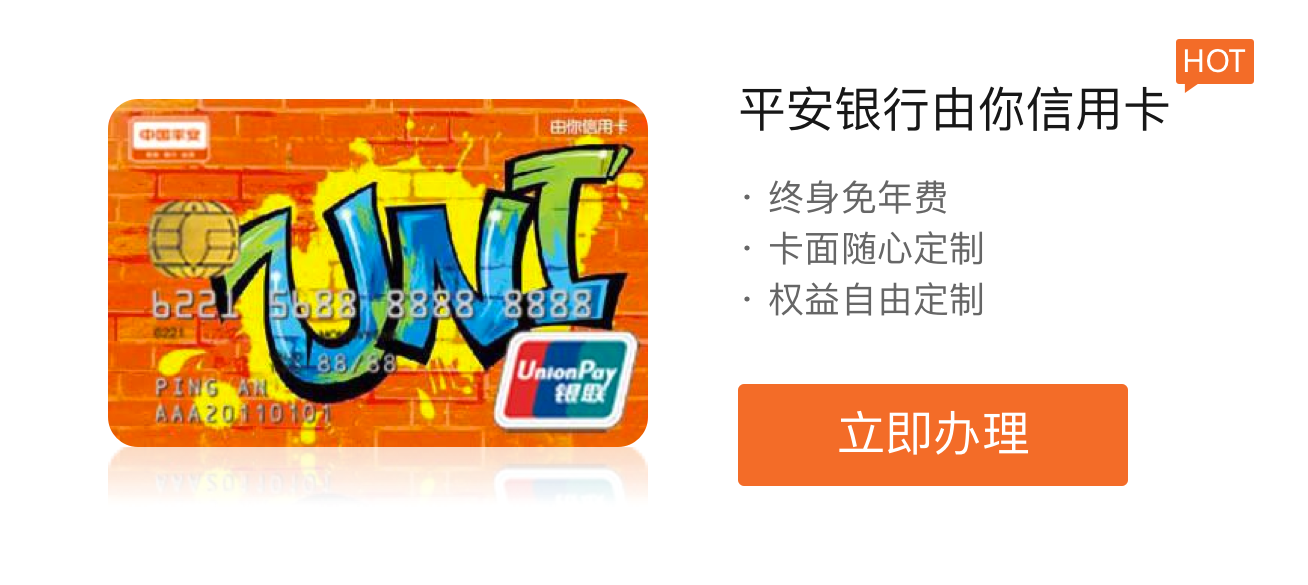 HOT
平安银行由你信用卡
· 终身免年费
· 卡面随心定制
· 权益自由定制
立即办理
中国平安
由你信用卡
UNI
6221 5688 8888 8888
6221
88/88
PING AN
AAA20110101
UnionPay
银联